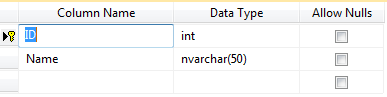 Column Name Data Type Allow Nulls
ID int
Name nvarchar(50)